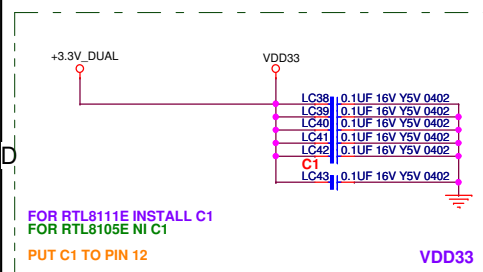 +3.3V_DUAL
VDD33
LC38 0.1UF 16V Y5V 0402
LC39 0.1UF 16V Y5V 0402
LC40 0.1UF 16V Y5V 0402
LC41 0.1UF 16V Y5V 0402
LC42 0.1UF 16V Y5V 0402
C1
LC43 0.1UF 16V Y5V 0402
D
FOR RTL8111E INSTALL C1
FOR RTL8105E NI C1
PUT C1 TO PIN 12
VDD33